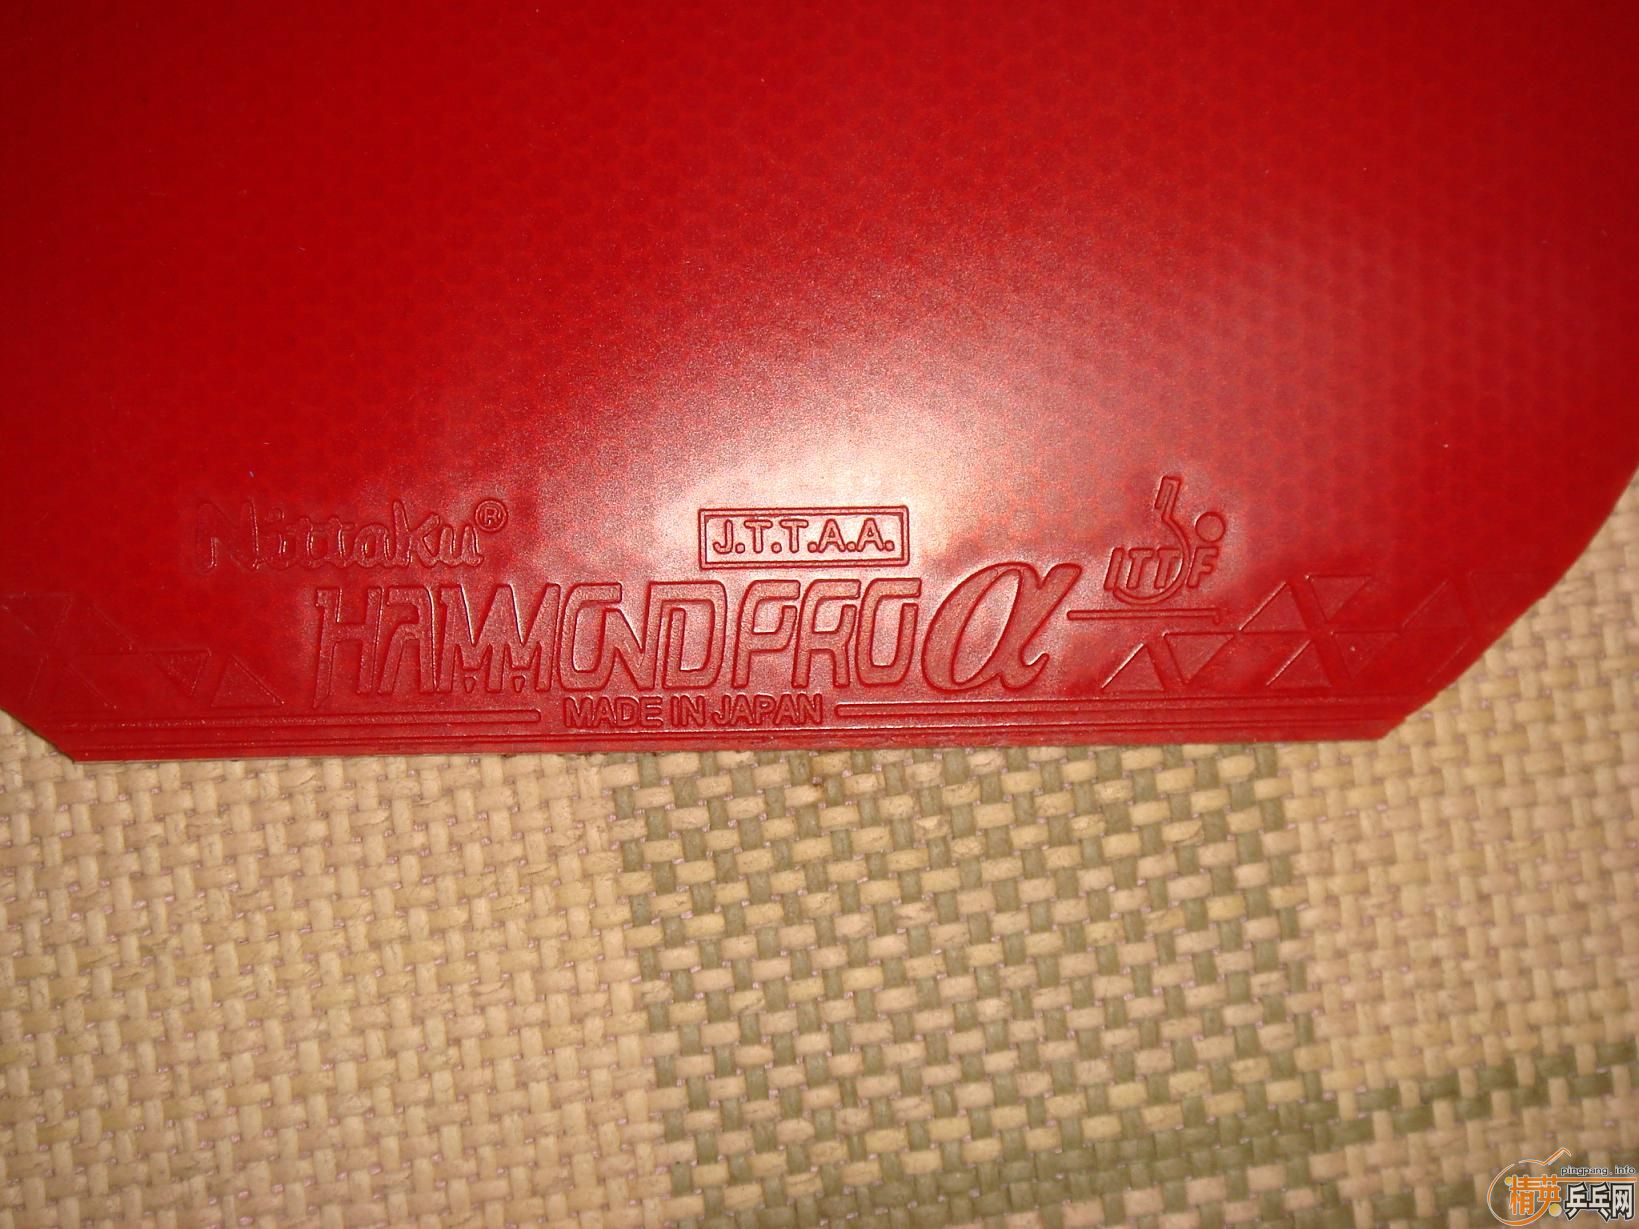 Nittaku®
J.T.T.A.A.
ITTF
HAMMOND PRO α
MADE IN JAPAN
pingpang.info
精英乒乓网